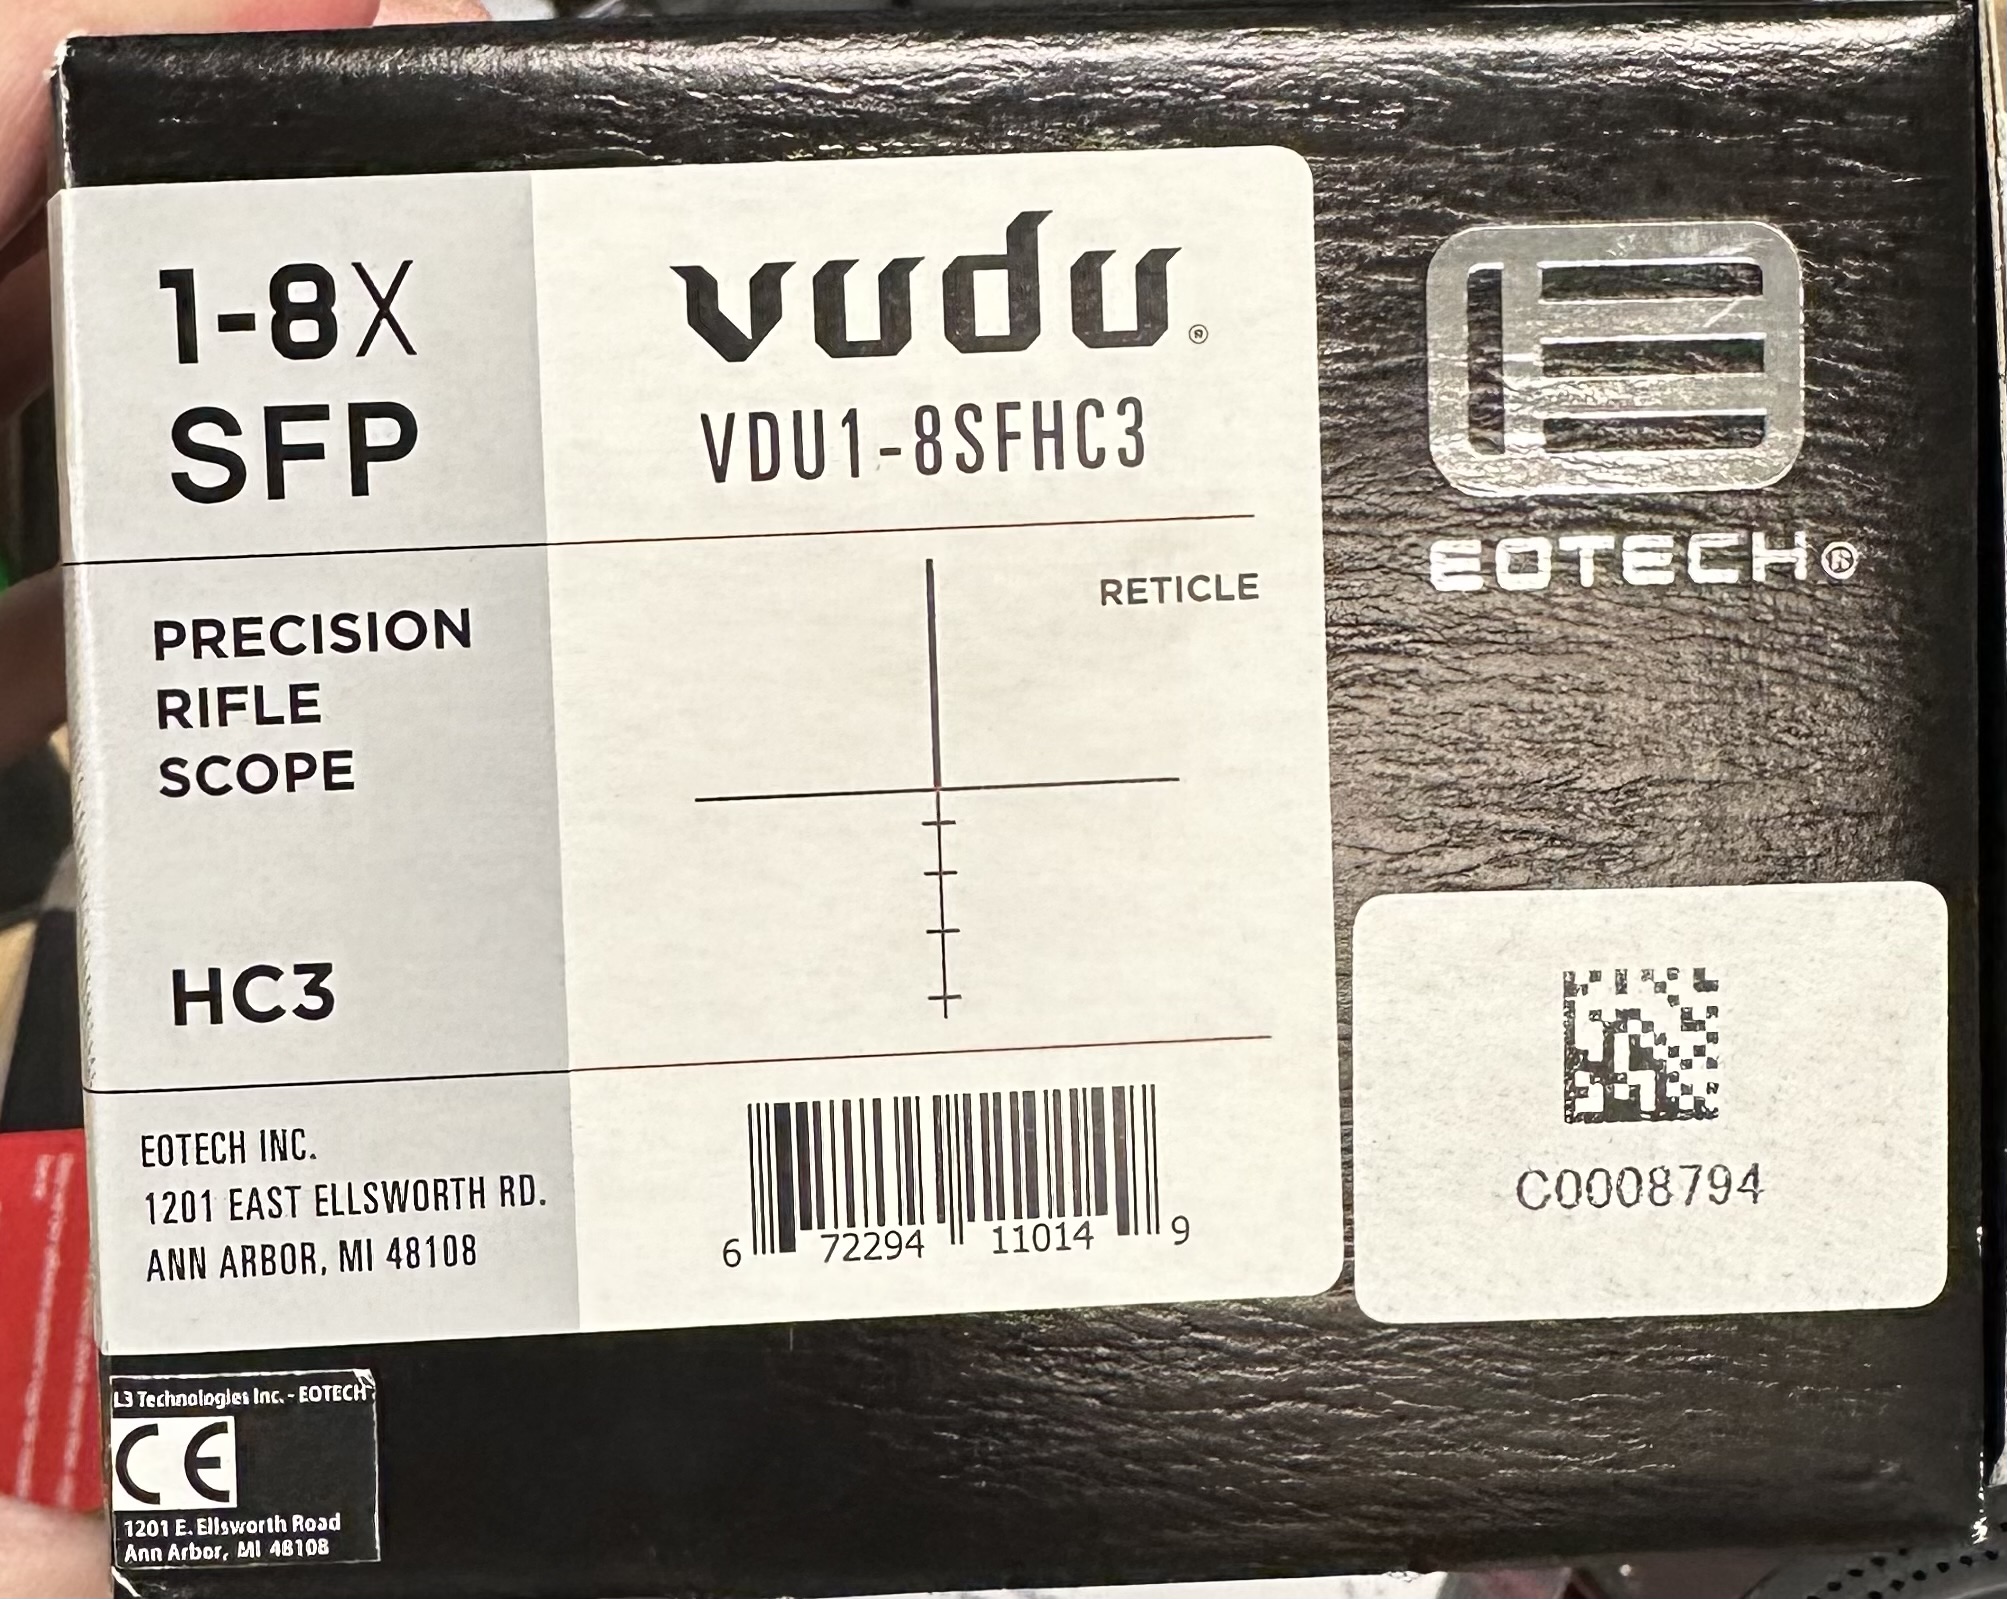 1-8X
SFP
vudu®
VDU1-8SFHC3
EOTECH®
PRECISION
RIFLE
SCOPE
HC3
RETICLE
EOTECH INC.
1201 EAST ELLSWORTH RD.
ANN ARBOR, MI 48108
6 72294 11014 9
C0008794
L3 Technologies Inc. - EOTECH
CE
1201 E. Ellsworth Road
Ann Arbor, MI 48108